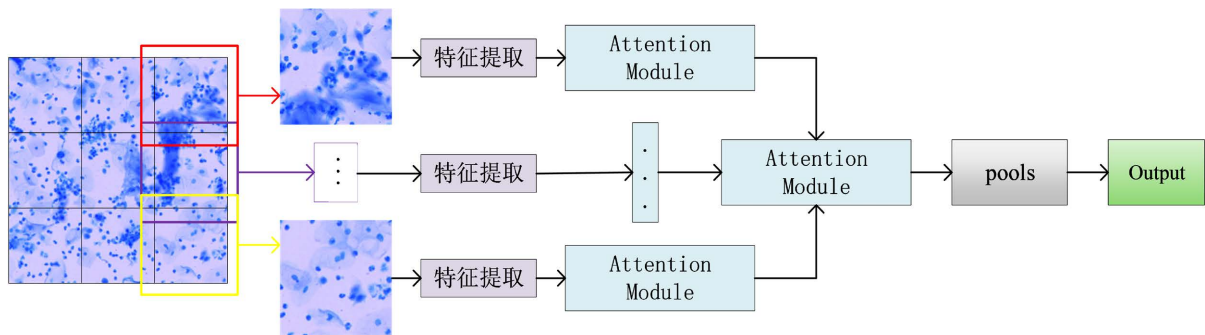 特征提取
Attention
Module
特征提取
Attention
Module
pools
Output
特征提取
Attention
Module